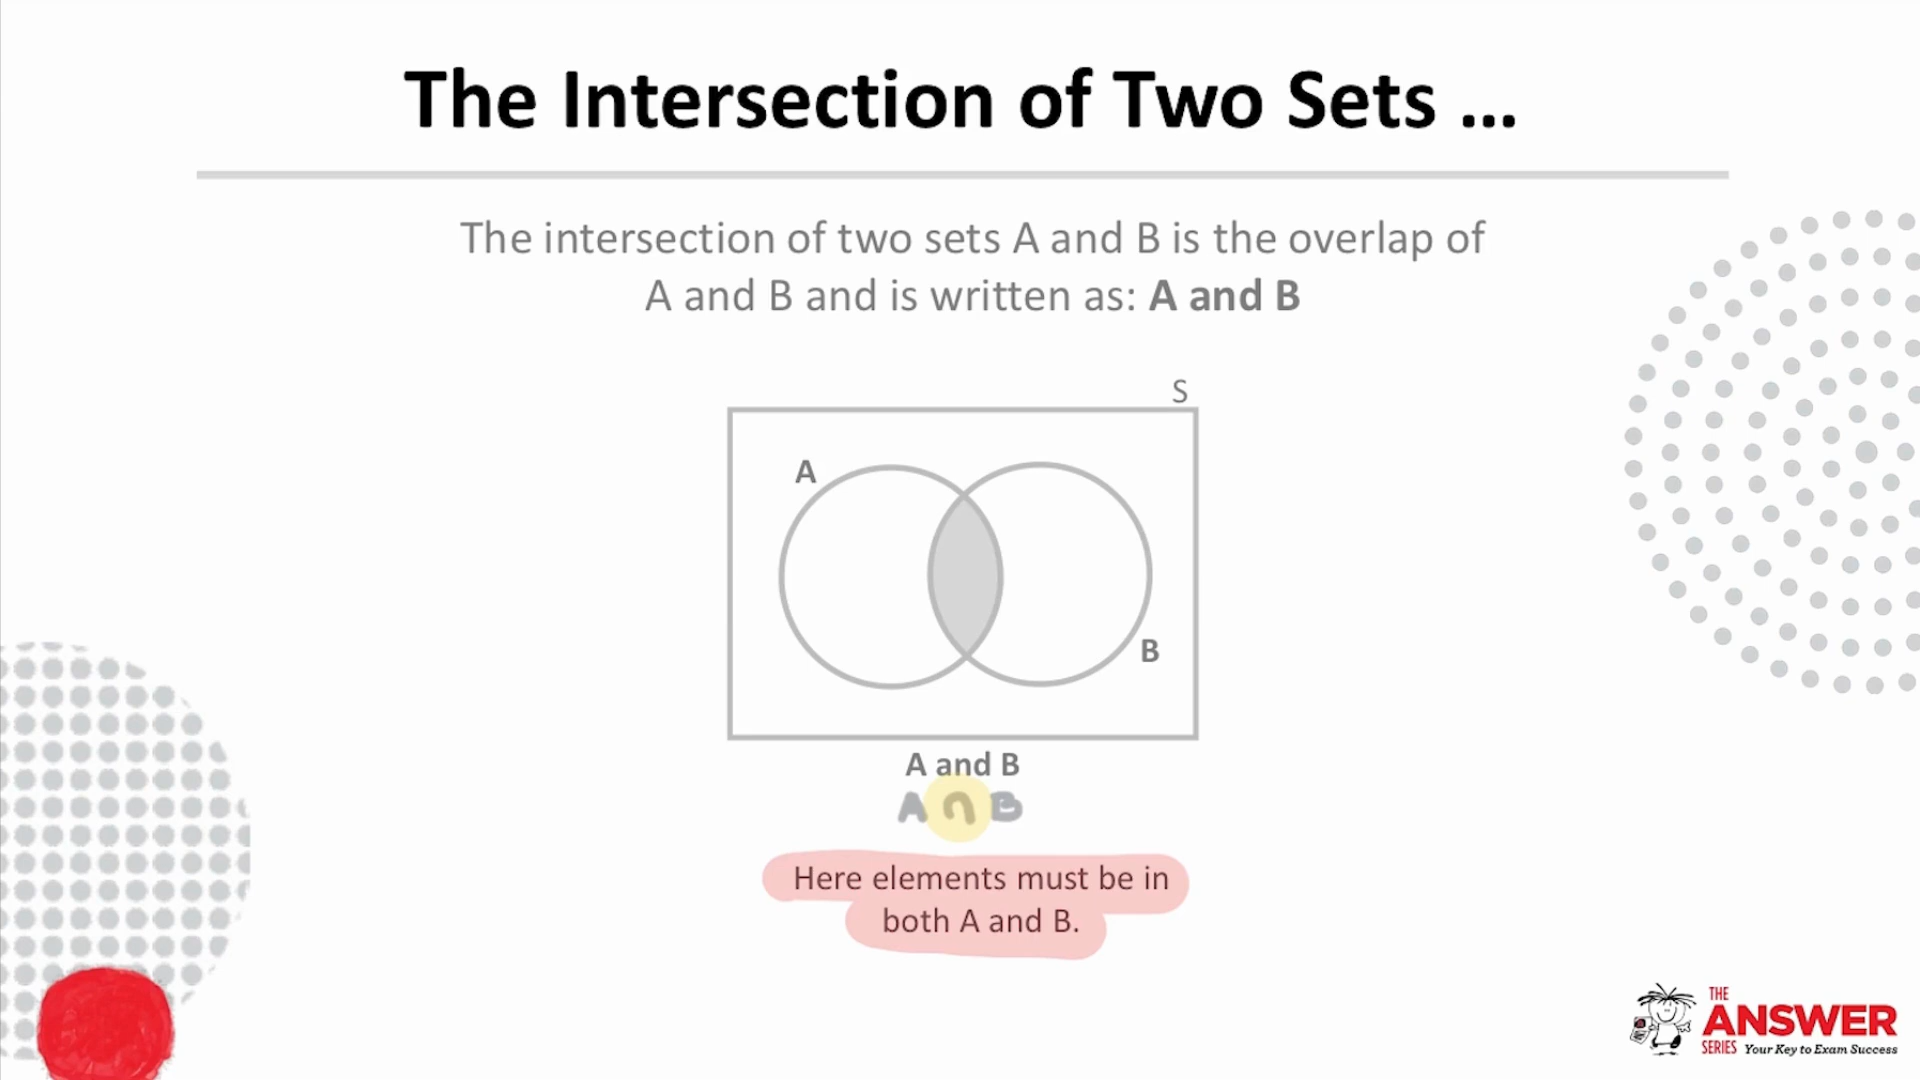 The Intersection of Two Sets ...
The intersection of two sets A and B is the overlap of
A and B and is written as: A and B
S
A
B
A and B
A ∩ B
Here elements must be in
both A and B.
THE
ANSWER
SERIES Your Key to Exam Success